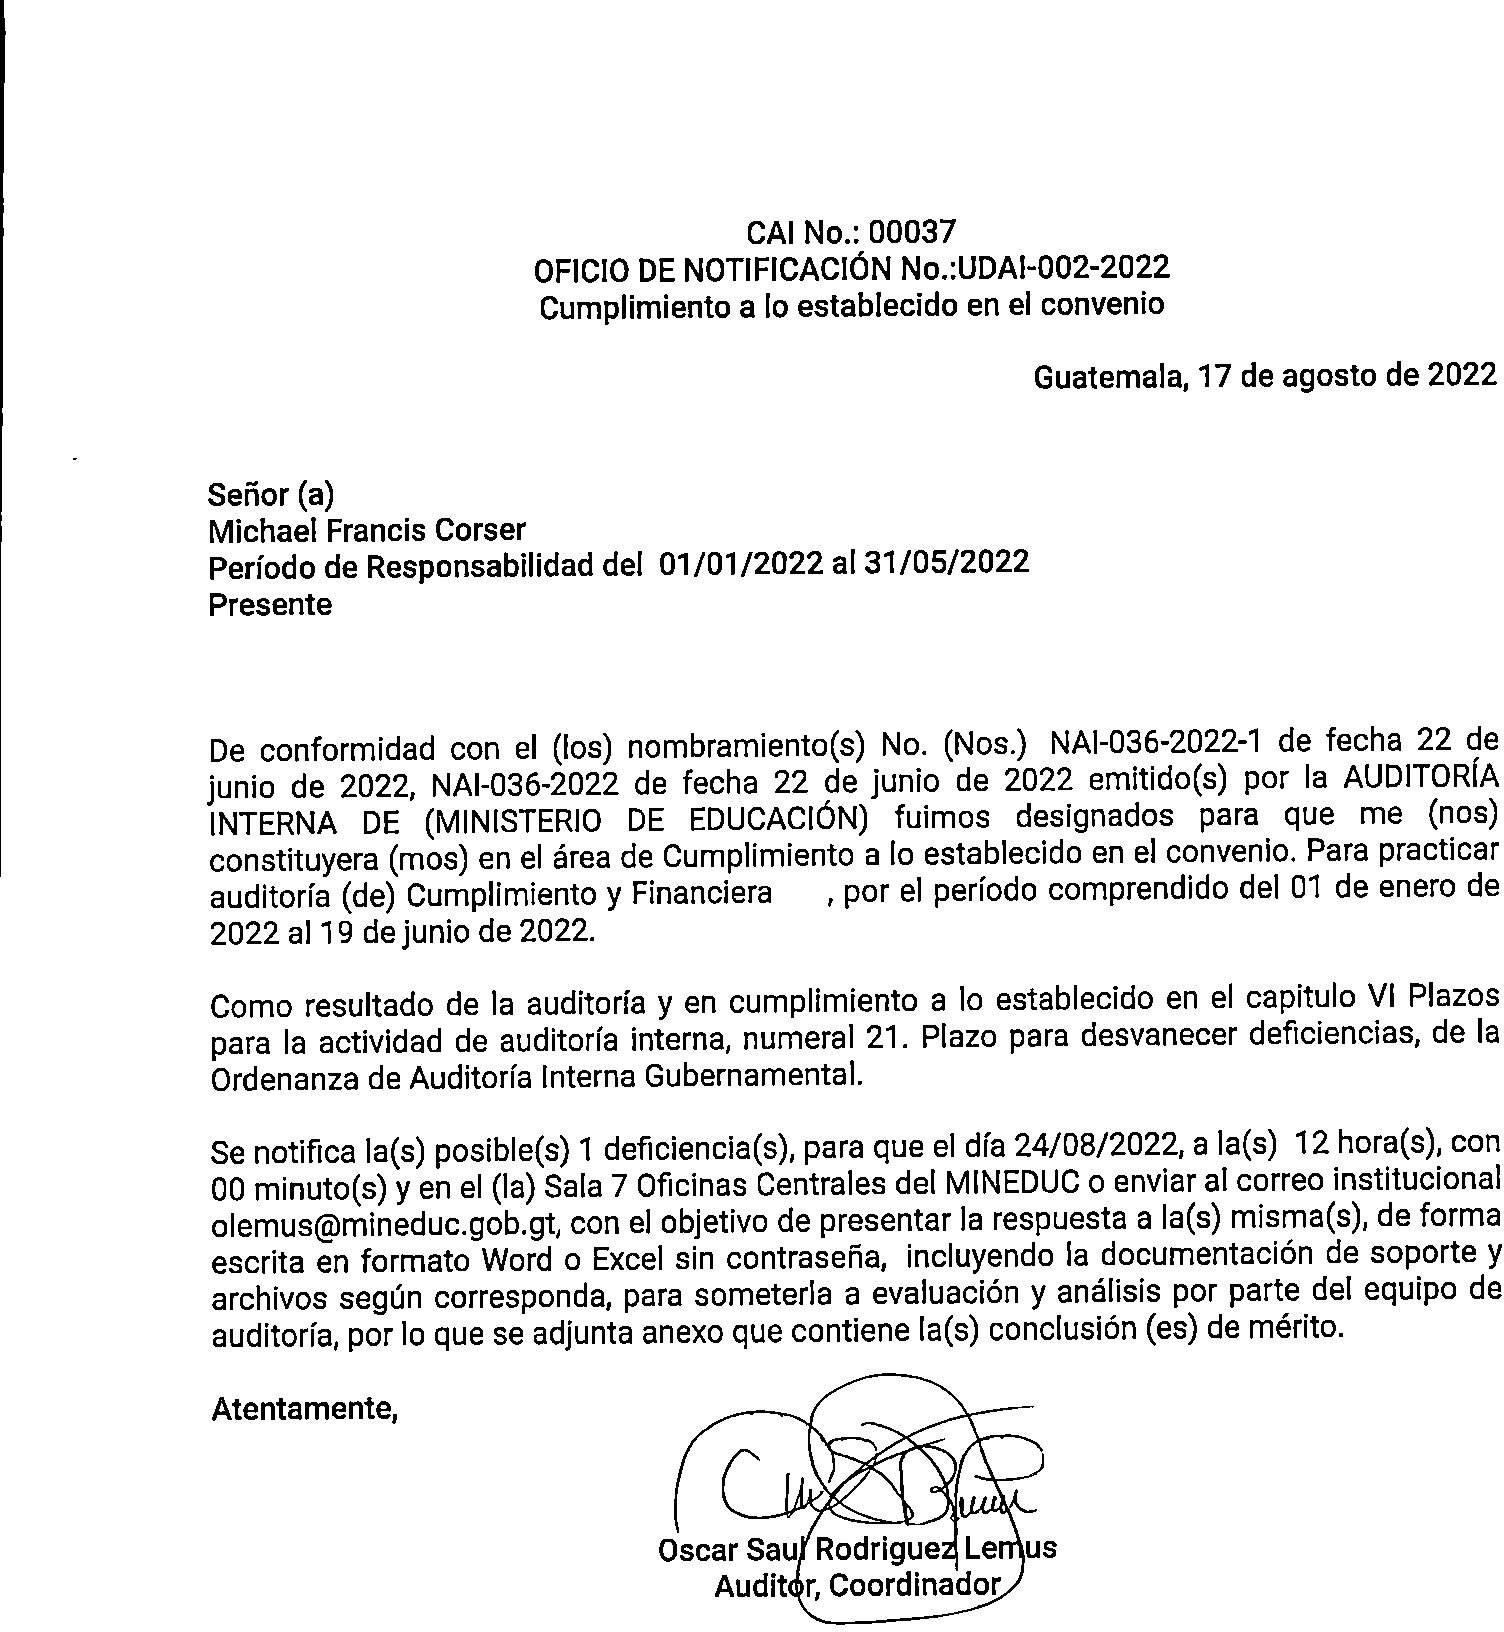 CAI No.: 00037
OFICIO DE NOTIFICACIÓN No.:UDAI-002-2022
Cumplimiento a lo establecido en el convenio
Guatemala, 17 de agosto de 2022
Señor (a)
Michael Francis Corser
Período de Responsabilidad del 01/01/2022 al 31/05/2022
Presente
De conformidad con el (los) nombramiento(s) No. (Nos.) NAI-036-2022-1 de fecha 22 de
junio de 2022, NAI-036-2022 de fecha 22 de junio de 2022 emitido(s) por la AUDITORÍA
INTERNA DE (MINISTERIO DE EDUCACIÓN) fuimos designados para que me (nos)
constituyera (mos) en el área de Cumplimiento a lo establecido en el convenio. Para practicar
auditoría (de) Cumplimiento y Financiera , por el período comprendido del 01 de enero de
2022 al 19 de junio de 2022.
Como resultado de la auditoría y en cumplimiento a lo establecido en el capitulo VI Plazos
para la actividad de auditoría interna, numeral 21. Plazo para desvanecer deficiencias, de la
Ordenanza de Auditoría Interna Gubernamental.
Se notifica la(s) posible(s) 1 deficiencia(s), para que el día 24/08/2022, a la(s) 12 hora(s), con
00 minuto(s) y en el (la) Sala 7 Oficinas Centrales del MINEDUC o enviar al correo institucional
olemus@mineduc.gob.gt, con el objetivo de presentar la respuesta a la(s) misma(s), de forma
escrita en formato Word o Excel sin contraseña, incluyendo la documentación de soporte y
archivos según corresponda, para someterla a evaluación y análisis por parte del equipo de
auditoría, por lo que se adjunta anexo que contiene la(s) conclusión (es) de mérito.
Atentamente,
Oscar Saul Rodriguez Lemus
Auditor, Coordinador